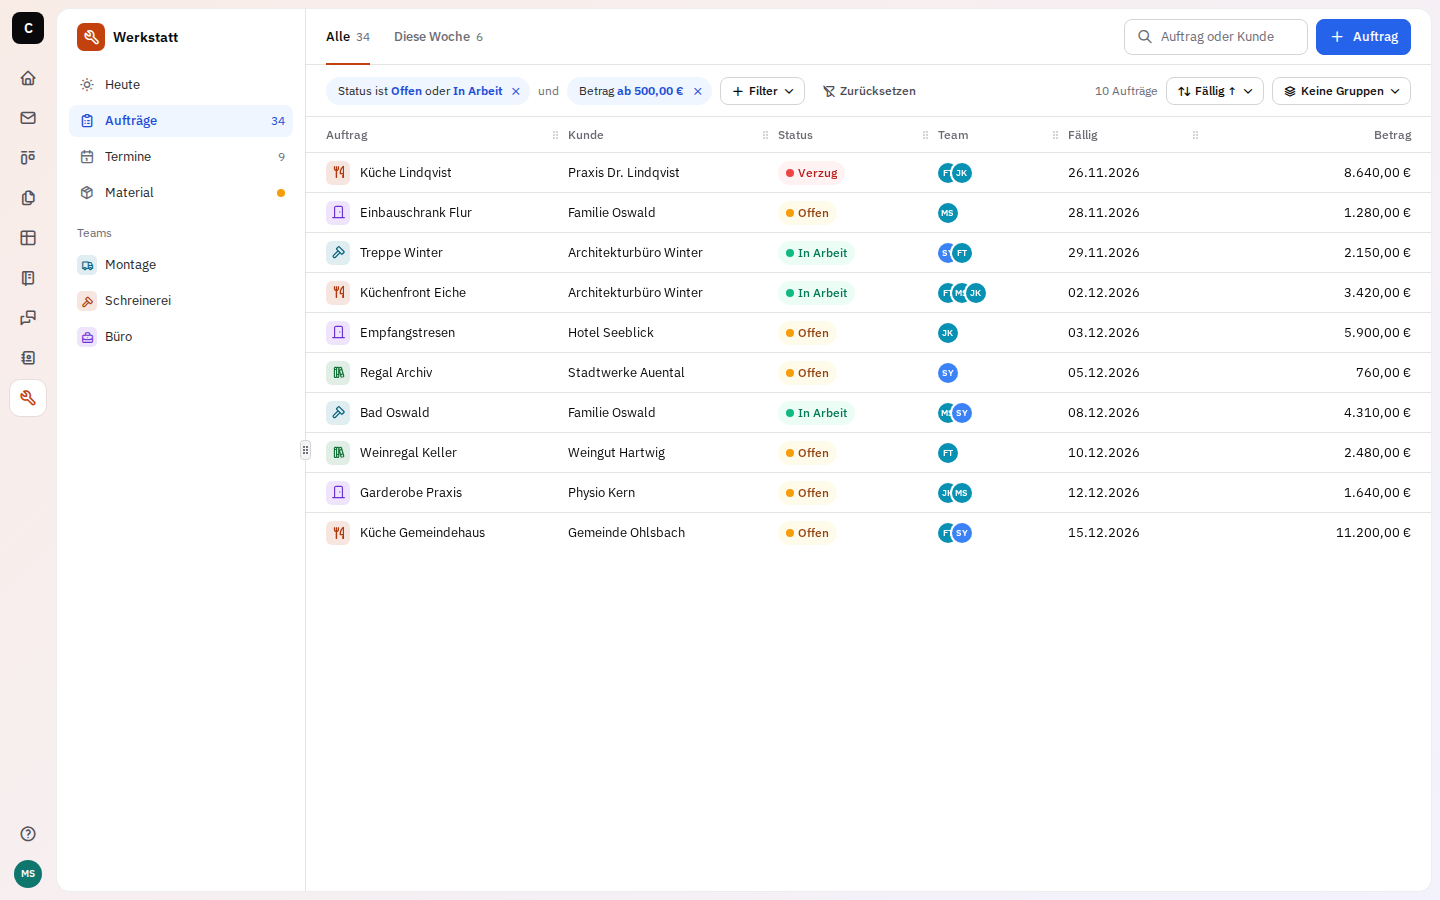 C
Werkstatt
Heute
Aufträge 34
Termine 9
Material
Teams
Montage
Schreinerei
Büro
MS
Alle 34 Diese Woche 6
Auftrag oder Kunde
Auftrag
Status ist Offen oder In Arbeit und Betrag ab 500,00 € Filter Zurücksetzen 10 Aufträge Fällig ↑ Keine Gruppen
Auftrag Kunde Status Team Fällig Betrag
Küche Lindqvist Praxis Dr. Lindqvist Verzug FT JK 26.11.2026 8.640,00 €
Einbauschrank Flur Familie Oswald Offen MS 28.11.2026 1.280,00 €
Treppe Winter Architekturbüro Winter In Arbeit SY FT 29.11.2026 2.150,00 €
Küchenfront Eiche Architekturbüro Winter In Arbeit FT MS JK 02.12.2026 3.420,00 €
Empfangstresen Hotel Seeblick Offen JK 03.12.2026 5.900,00 €
Regal Archiv Stadtwerke Auental Offen SY 05.12.2026 760,00 €
Bad Oswald Familie Oswald In Arbeit MS SY 08.12.2026 4.310,00 €
Weinregal Keller Weingut Hartwig Offen FT 10.12.2026 2.480,00 €
Garderobe Praxis Physio Kern Offen JK MS 12.12.2026 1.640,00 €
Küche Gemeindehaus Gemeinde Ohlsbach Offen FT SY 15.12.2026 11.200,00 €